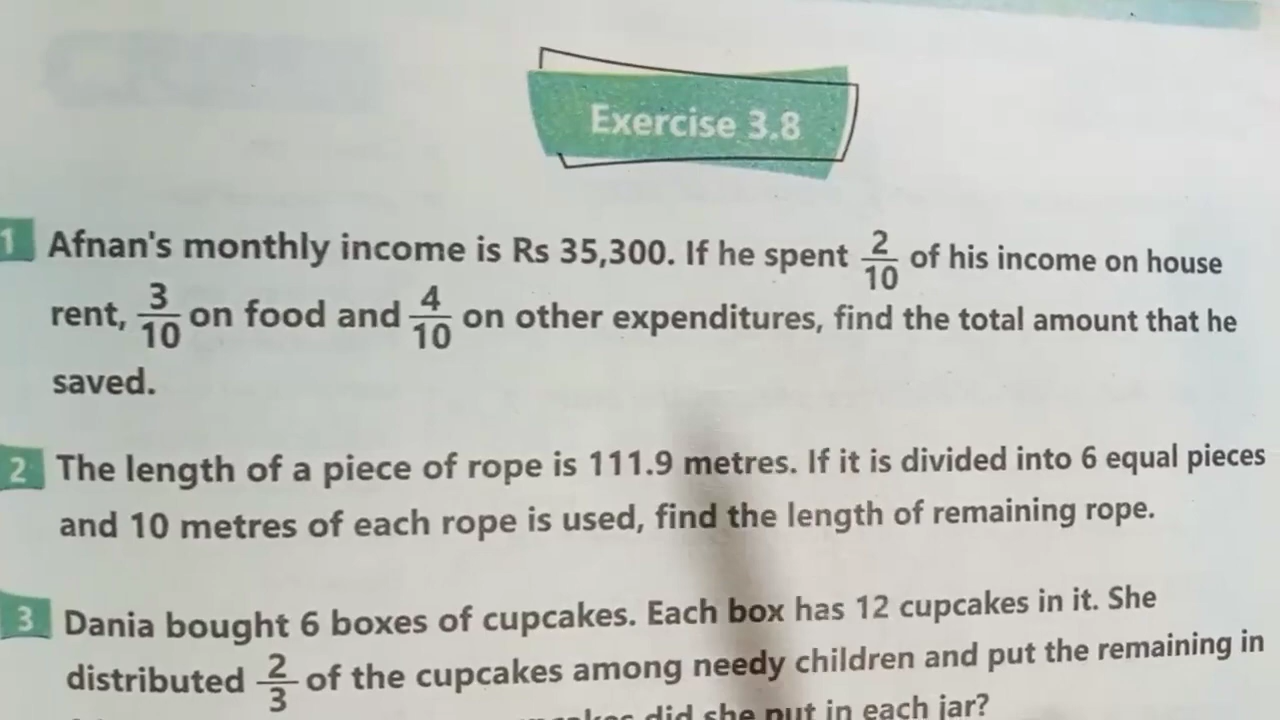 Exercise 3.8
1 Afnan's monthly income is Rs 35,300. If he spent 2/10 of his income on house
rent, 3/10 on food and 4/10 on other expenditures, find the total amount that he
saved.
2 The length of a piece of rope is 111.9 metres. If it is divided into 6 equal pieces
and 10 metres of each rope is used, find the length of remaining rope.
3 Dania bought 6 boxes of cupcakes. Each box has 12 cupcakes in it. She
distributed 2/3 of the cupcakes among needy children and put the remaining in
did she put in each jar?